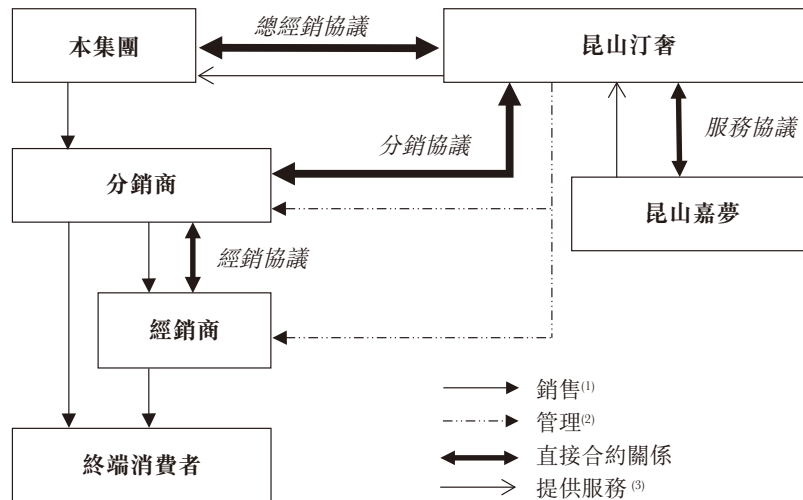 總經銷協議
本集團
昆山汀奢
分銷協議
服務協議
分銷商
昆山嘉夢
經銷協議
經銷商
銷售(1)
管理(2)
直接合約關係
終端消費者
提供服務(3)